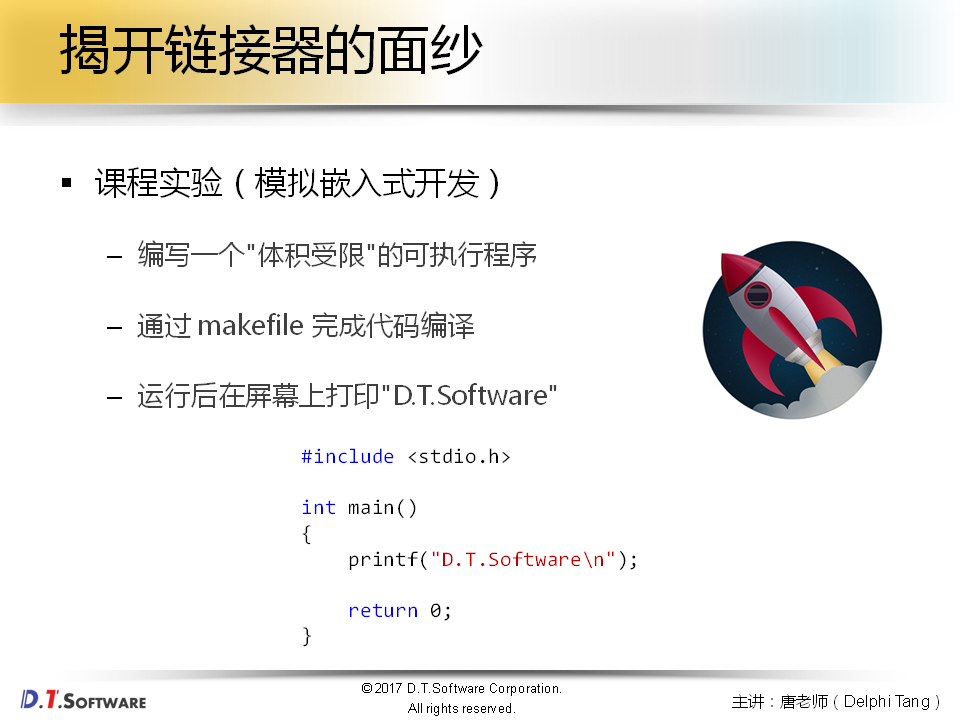 揭开链接器的面纱
▪ 课程实验（模拟嵌入式开发）
– 编写一个"体积受限"的可执行程序
– 通过 makefile 完成代码编译
– 运行后在屏幕上打印"D.T.Software"
#include <stdio.h>
int main()
{
printf("D.T.Software\n");
return 0;
}
D.T.SOFTWARE
©2017 D.T.Software Corporation.
All rights reserved.
主讲：唐老师（Delphi Tang）